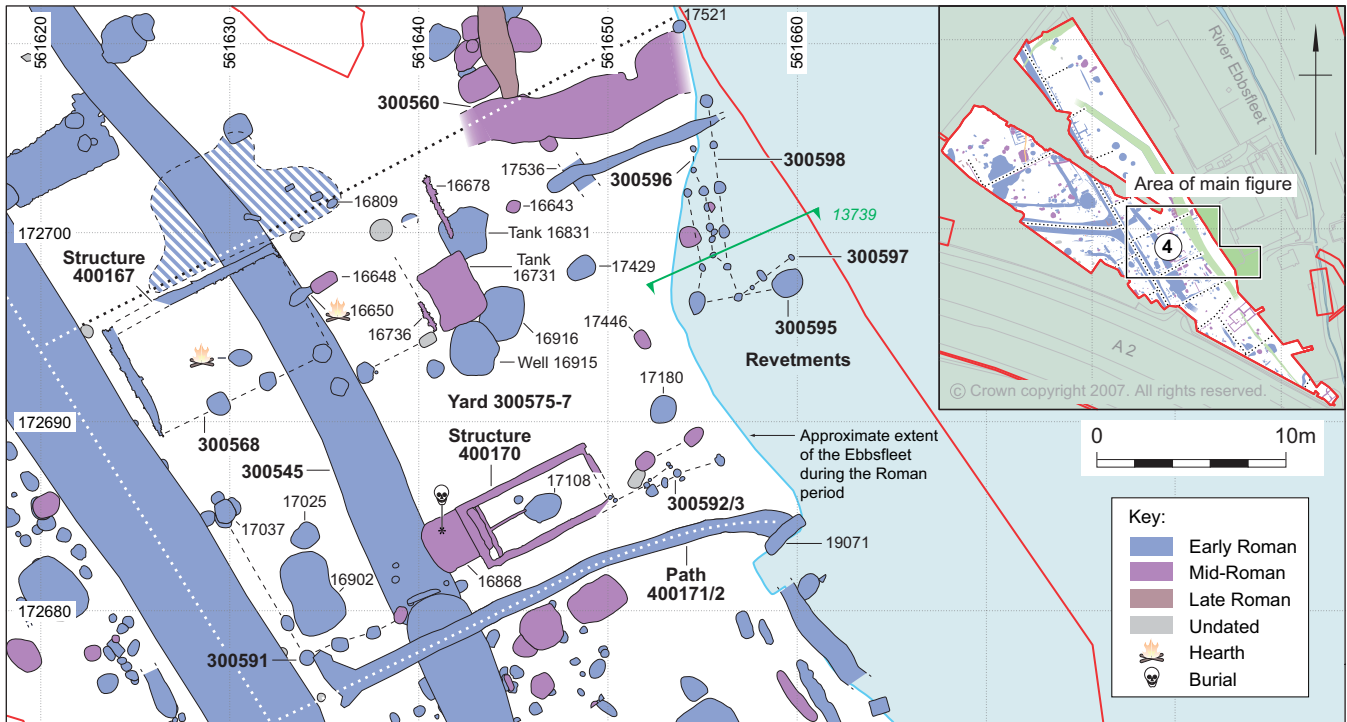 561620
561630
561640
561650
561660
17521
300560
17536
300596
300598
16678
16643
16809
Tank 16831
13739
172700
Structure
400167
Tank
16731
17429
300597
16648
16650
16736
16916
17446
300595
Well 16915
Revetments
17180
172690
300568
Yard 300575-7
Structure
400170
300545
17108
Approximate extent
of the Ebbsfleet
during the Roman
period
17025
17037
300592/3
*
19071
16902
16868
Path
400171/2
172680
300591
River Ebbsfleet
Area of main figure
4
A 2
© Crown copyright 2007. All rights reserved.
0
10m
Key:
Early Roman
Mid-Roman
Late Roman
Undated
Hearth
Burial